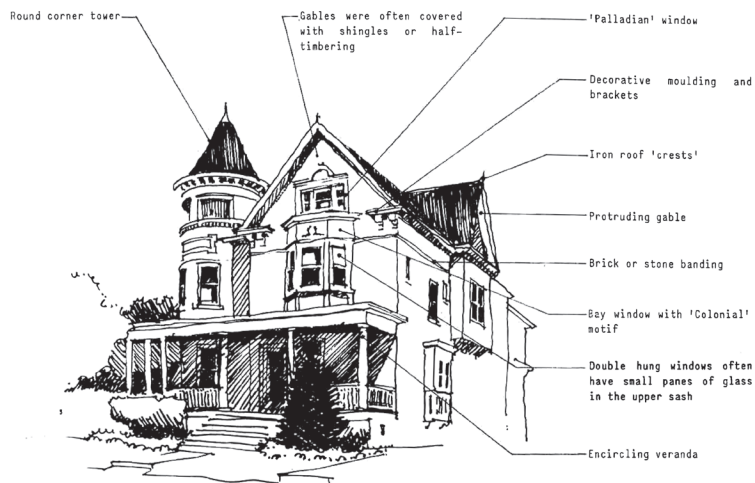 Round corner tower
Gables were often covered
with shingles or half-
timbering
'Palladian' window
Decorative moulding and
brackets
Iron roof 'crests'
Protruding gable
Brick or stone banding
Bay window with 'Colonial'
motif
Double hung windows often
have small panes of glass
in the upper sash
Encircling veranda